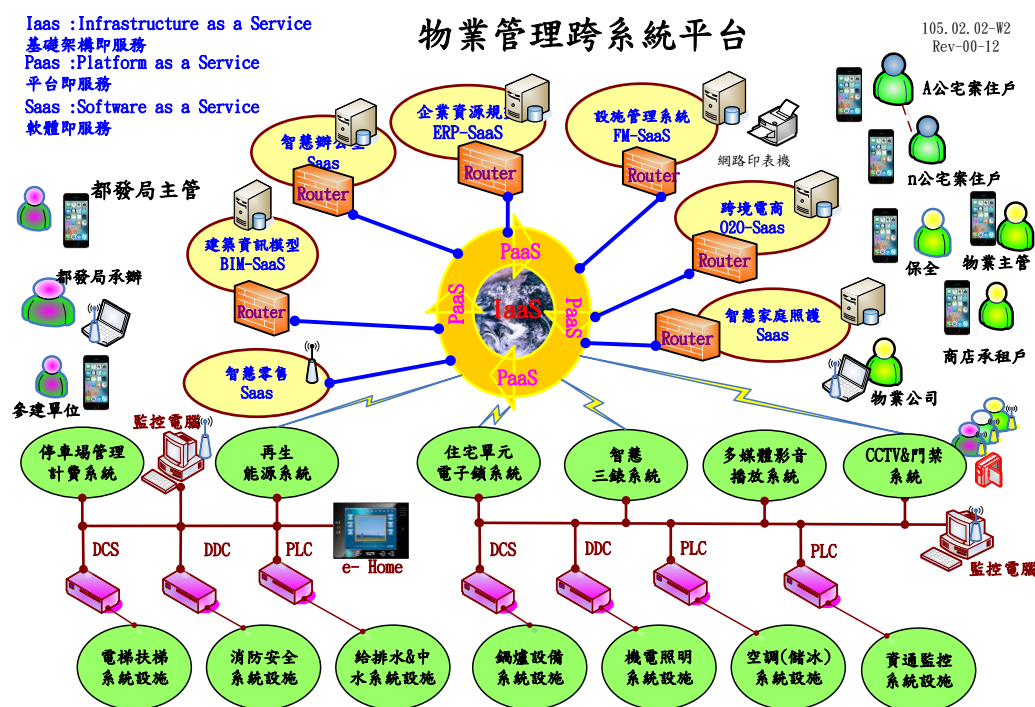 Iaas :Infrastructure as a Service
基礎架構即服務
Paas :Platform as a Service
平台即服務
Saas :Software as a Service
軟體即服務
物業管理跨系統平台
105.02.02-W2
Rev-00-12
企業資源規
ERP-SaaS
Router
設施管理系統
FM-SaaS
Router
網路印表機
A公宅案住戶
n公宅案住戶
智慧辦公室
Saas
Router
都發局主管
建築資訊模型
BIM-SaaS
Router
跨境電商
O2O-Saas
Router
保全
物業主管
都發局承辦
PaaS
PaaS
IaaS
PaaS
PaaS
智慧家庭照護
Saas
Router
商店承租戶
智慧零售
Saas
物業公司
參建單位
監控電腦
停車場管理
計費系統
再生
能源系統
住宅單元
電子鎖系統
智慧
三錶系統
多媒體影音
播放系統
CCTV&門禁
系統
DCS
DDC
PLC
e- Home
DCS
DDC
PLC
PLC
監控電腦
電梯扶梯
系統設施
消防安全
系統設施
給排水&中
水系統設施
鍋爐設備
系統設施
機電照明
系統設施
空調(儲冰)
系統設施
資通監控
系統設施